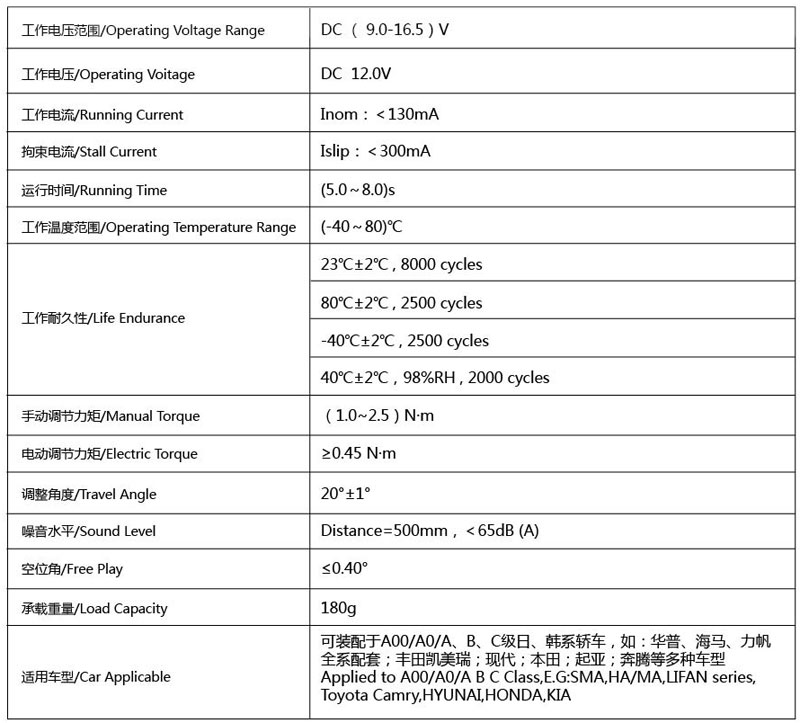 工作电压范围/Operating Voltage Range DC（ 9.0-16.5 ) V
工作电压/Operating Voitage DC 12.0V
工作电流/Running Current Inom：＜130mA
拘束电流/Stall Current Islip：＜300mA
运行时间/Running Time (5.0～8.0)s
工作温度范围/Operating Temperature Range (-40～80)℃
工作耐久性/Life Endurance
23℃±2℃ , 8000 cycles
80℃±2℃ , 2500 cycles
-40℃±2℃ , 2500 cycles
40℃±2℃，98%RH , 2000 cycles
手动调节力矩/Manual Torque （1.0~2.5 ) N·m
电动调节力矩/Electric Torque ≥0.45 N·m
调整角度/Travel Angle 20°±1°
噪音水平/Sound Level Distance=500mm，＜65dB (A)
空位角/Free Play ≤0.40°
承载重量/Load Capacity 180g
适用车型/Car Applicable
可装配于A00/A0/A、B、C级日、韩系轿车，如：华普、海马、力帆
全系配套；丰田凯美瑞；现代；本田；起亚；奔腾等多种车型
Applied to A00/A0/A B C Class,E.G:SMA,HA/MA,LIFAN series,
Toyota Camry,HYUNAI,HONDA,KIA